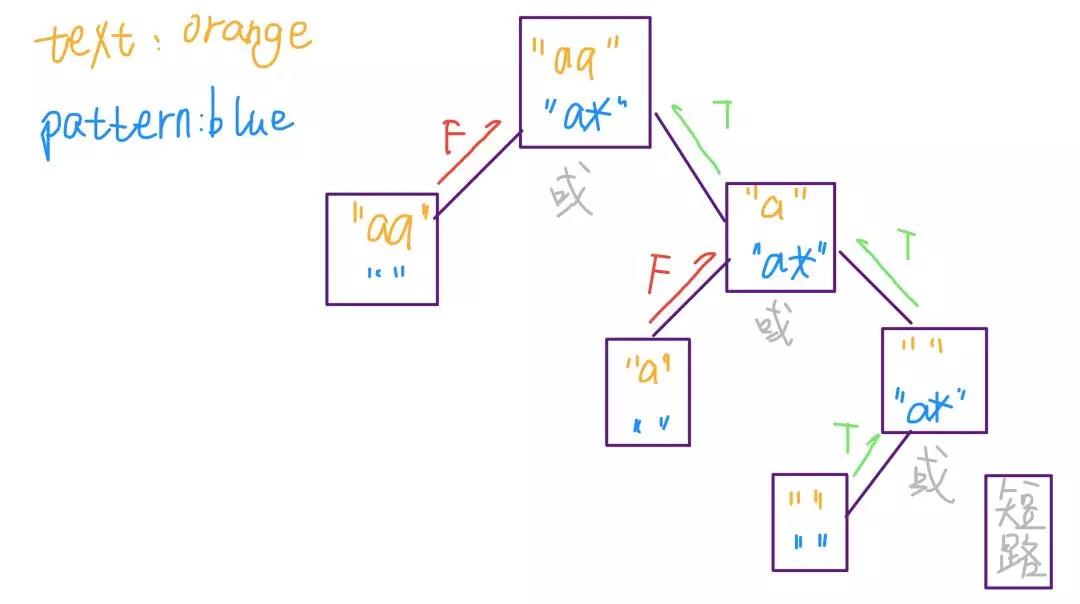 text: orange
pattern:blue
"aa"
"a*"
F
T
或
"aa"
" "
"a"
"a*"
F
T
或
"a"
" "
" "
"a*"
T
或
" "
" "
短
路